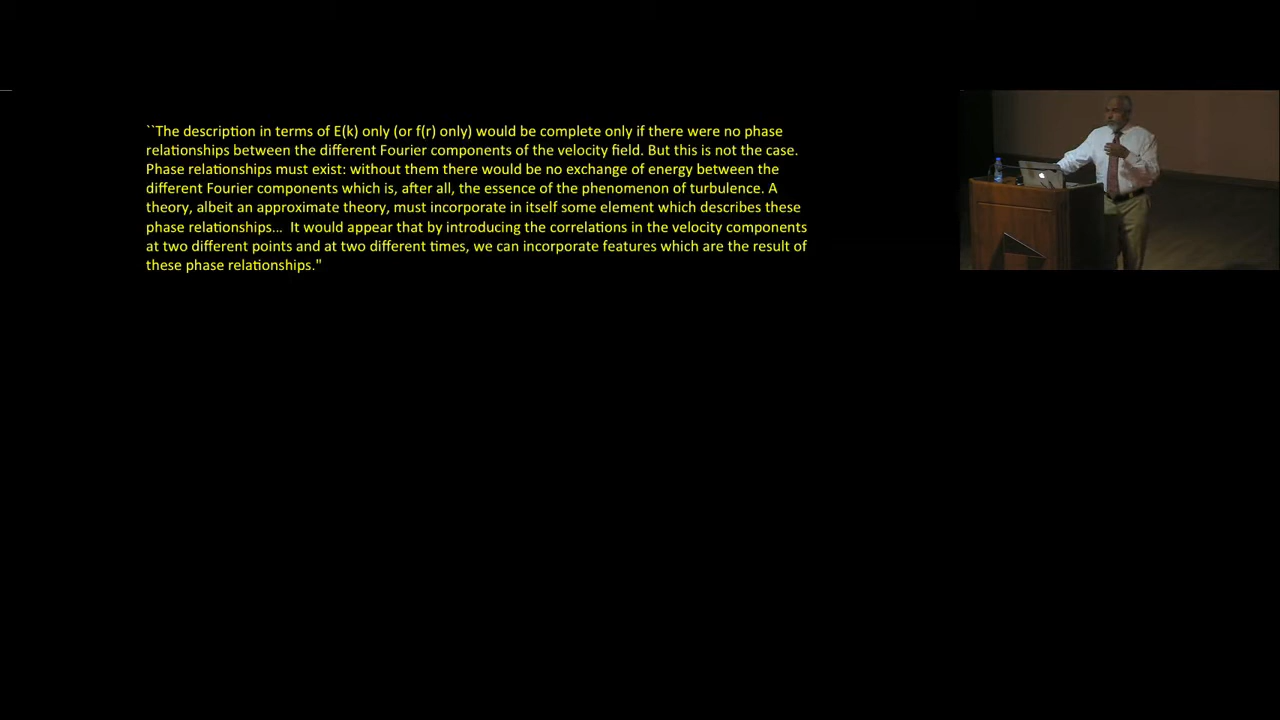 ``The description in terms of E(k) only (or f(r) only) would be complete only if there were no phase
relationships between the different Fourier components of the velocity field. But this is not the case.
Phase relationships must exist: without them there would be no exchange of energy between the
different Fourier components which is, after all, the essence of the phenomenon of turbulence. A
theory, albeit an approximate theory, must incorporate in itself some element which describes these
phase relationships... It would appear that by introducing the correlations in the velocity components
at two different points and at two different times, we can incorporate features which are the result of
these phase relationships."